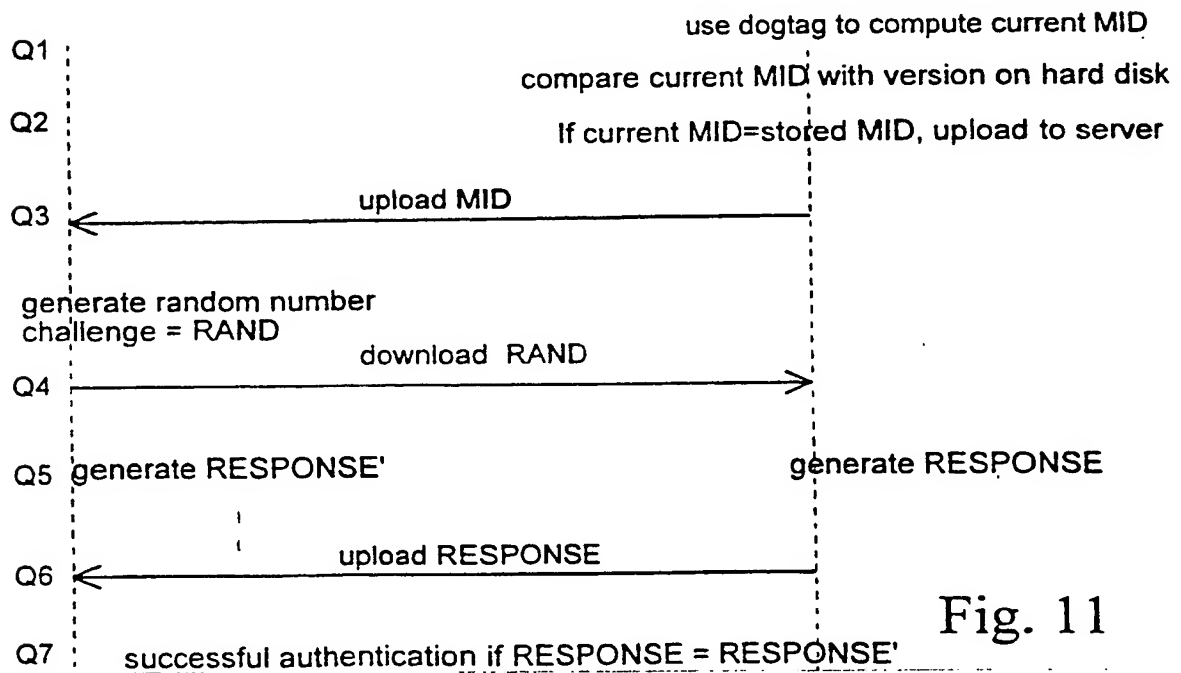 use dogtag to compute current MID
Q1
compare current MID with version on hard disk
Q2
If current MID=stored MID, upload to server
upload MID
Q3
generate random number
challenge = RAND
download RAND
Q4
Q5 generate RESPONSE' generate RESPONSE
upload RESPONSE
Q6
Fig. 11
Q7 successful authentication if RESPONSE = RESPONSE'